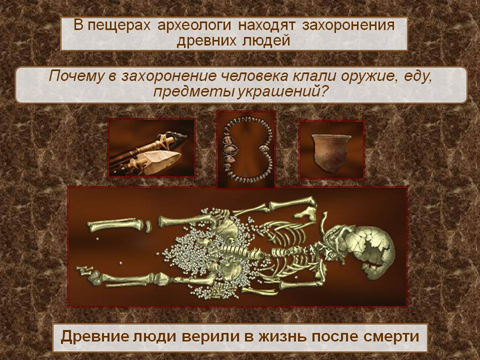 В пещерах археологи находят захоронения
древних людей
Почему в захоронение человека клали оружие, еду,
предметы украшений?
Древние люди верили в жизнь после смерти